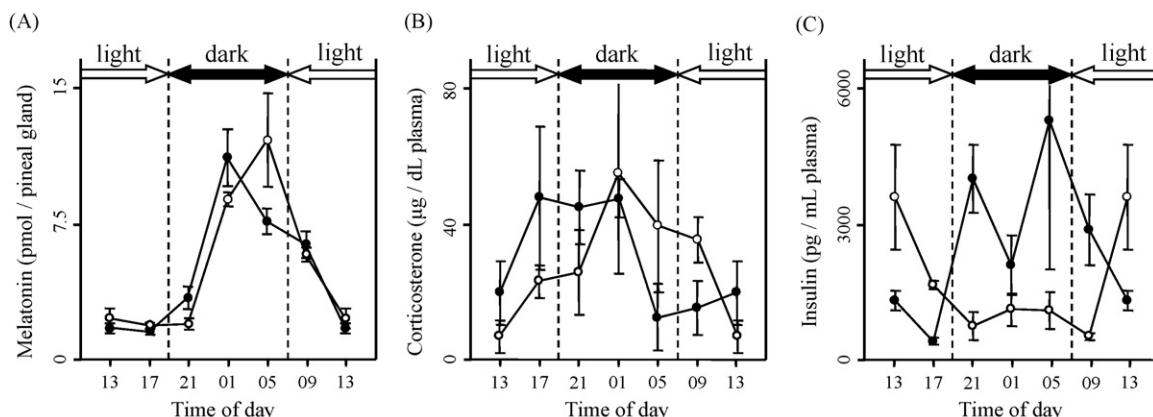 (A)
light dark light
Melatonin (pmol / pineal gland)
15
7.5
0
13 17 21 01 05 09 13
Time of day
(B)
light dark light
Corticosterone (µg / dL plasma)
80
40
0
13 17 21 01 05 09 13
Time of day
(C)
light dark light
Insulin (pg / mL plasma)
6000
3000
0
13 17 21 01 05 09 13
Time of day